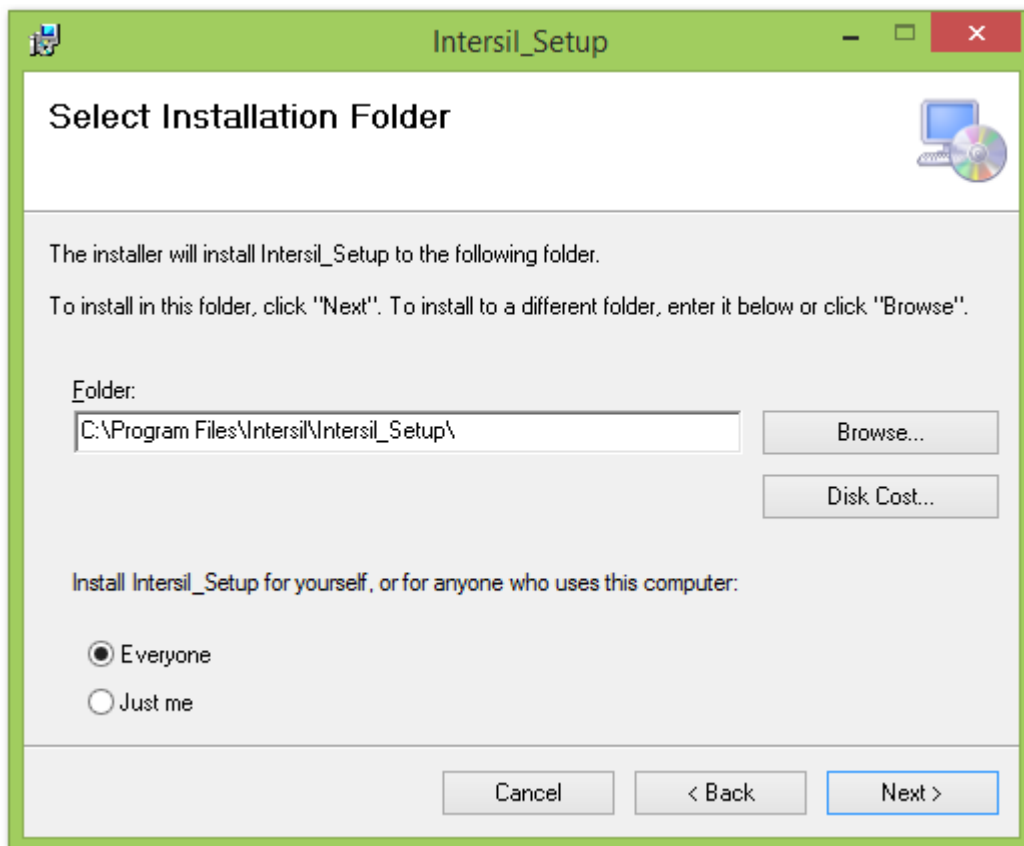 Intersil_Setup
Select Installation Folder
The installer will install Intersil_Setup to the following folder.
To install in this folder, click "Next". To install to a different folder, enter it below or click "Browse".
Folder:
C:\Program Files\Intersil\Intersil_Setup\
Browse...
Disk Cost...
Install Intersil_Setup for yourself, or for anyone who uses this computer:
Everyone
Just me
Cancel
< Back
Next >